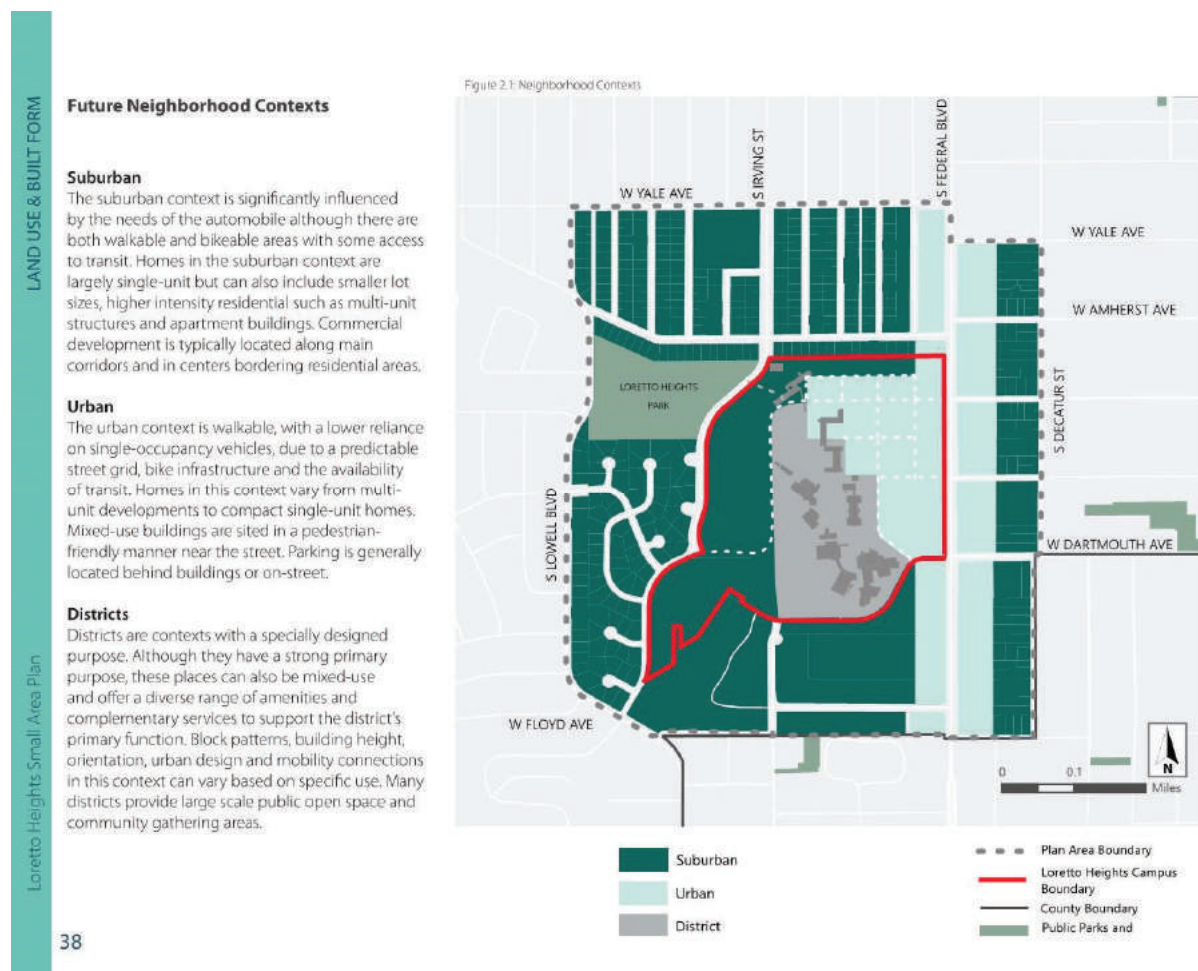 LAND USE & BUILT FORM
Loretto Heights Small Area Plan
Future Neighborhood Contexts
Suburban
The suburban context is significantly influenced
by the needs of the automobile although there are
both walkable and bikeable areas with some access
to transit. Homes in the suburban context are
largely single-unit but can also include smaller lot
sizes, higher intensity residential such as multi-unit
structures and apartment buildings. Commercial
development is typically located along main
corridors and in centers bordering residential areas.
Urban
The urban context is walkable, with a lower reliance
on single-occupancy vehicles, due to a predictable
street grid, bike infrastructure and the availability
of transit. Homes in this context vary from multi-
unit developments to compact single-unit homes.
Mixed-use buildings are sited in a pedestrian-
friendly manner near the street. Parking is generally
located behind buildings or on-street.
Districts
Districts are contexts with a specially designed
purpose. Although they have a strong primary
purpose, these places can also be mixed-use
and offer a diverse range of amenities and
complementary services to support the district's
primary function. Block patterns, building height,
orientation, urban design and mobility connections
in this context can vary based on specific use. Many
districts provide large scale public open space and
community gathering areas.
38
Figure 2.1: Neighborhood Contexts
W YALE AVE
S IRVING ST
S FEDERAL BLVD
W YALE AVE
W AMHERST AVE
LORETTO HEIGHTS
PARK
S DECATUR ST
S LOWELL BLVD
W DARTMOUTH AVE
W FLOYD AVE
N
0 0.1
Miles
Suburban
Urban
District
Plan Area Boundary
Loretto Heights Campus
Boundary
County Boundary
Public Parks and